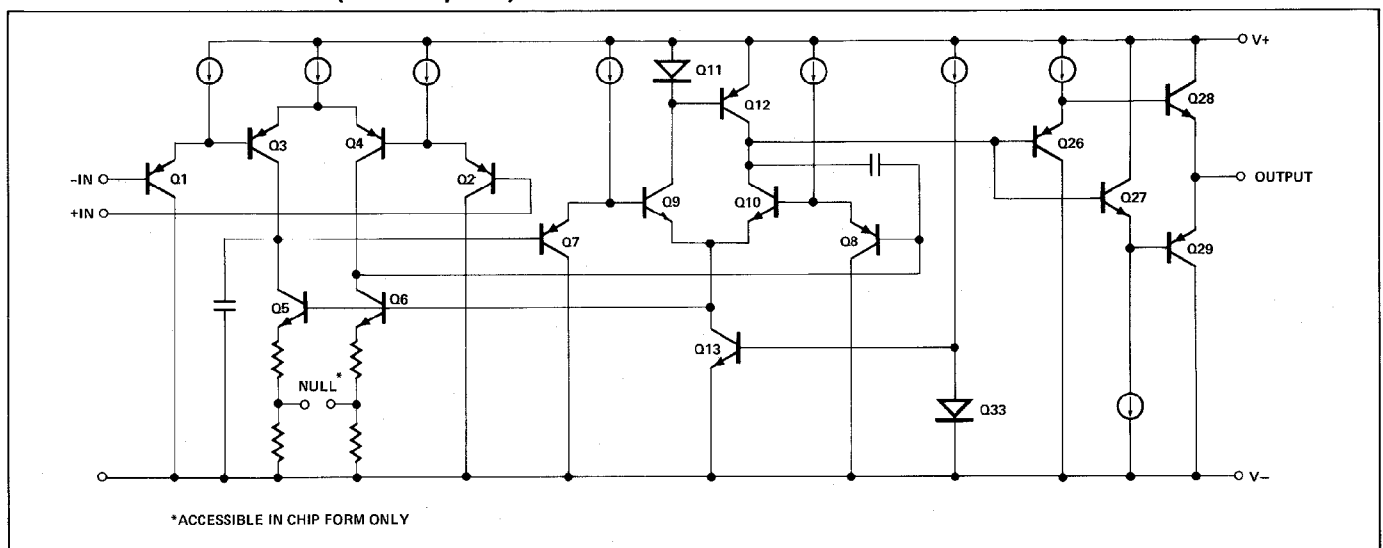 V+
Q11
Q12
Q28
Q3
Q4
Q26
-IN
Q1
Q2
OUTPUT
+IN
Q9
Q10
Q27
Q7
Q8
Q29
Q5
Q6
Q13
NULL*
Q33
V-
*ACCESSIBLE IN CHIP FORM ONLY